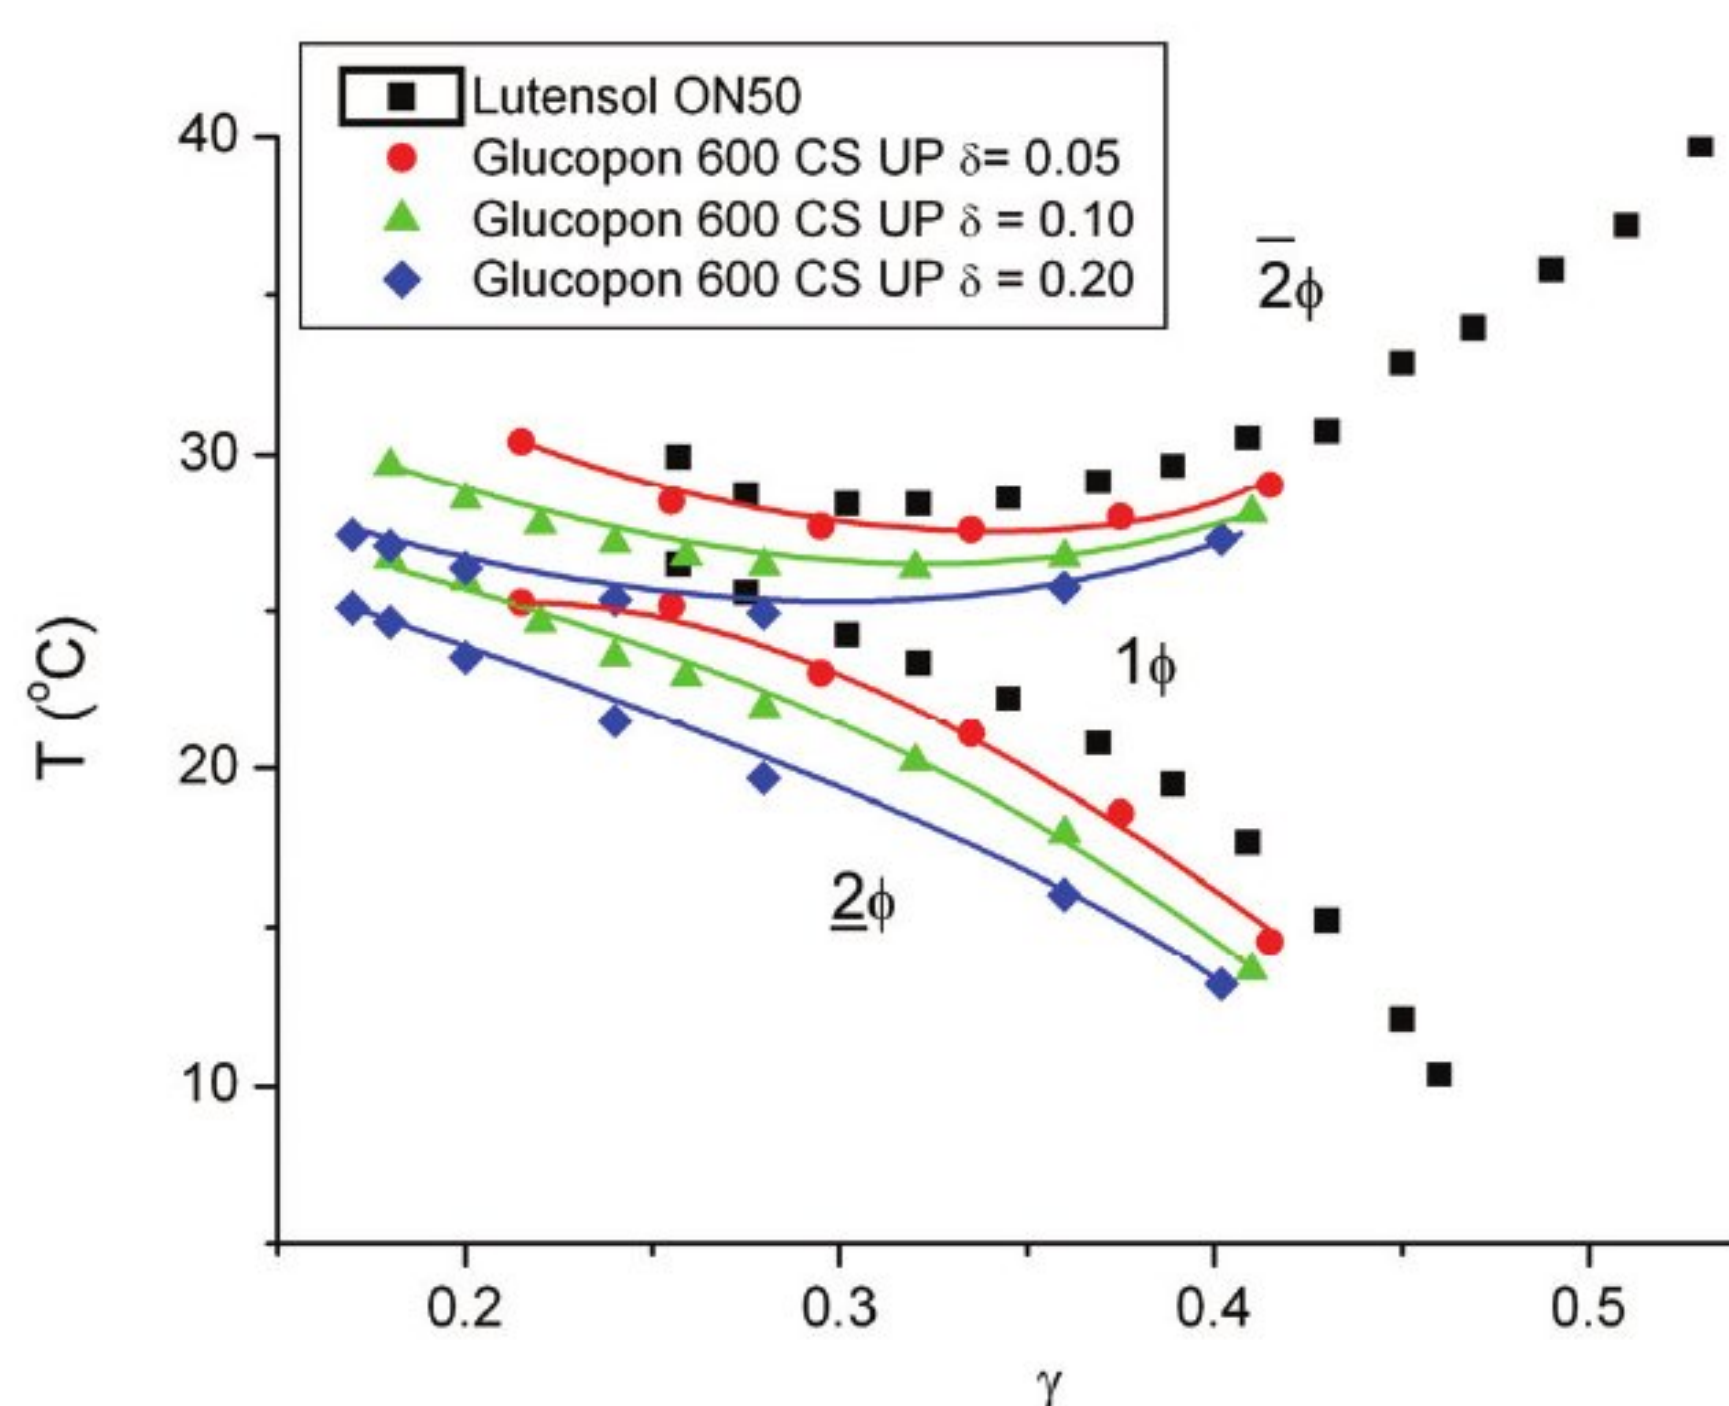 Lutensol ON50
Glucopon 600 CS UP δ= 0.05
Glucopon 600 CS UP δ = 0.10
Glucopon 600 CS UP δ = 0.20
40
30
20
10
T (°C)
2̅ϕ
1ϕ
2̲ϕ
0.2 0.3 0.4 0.5
γ